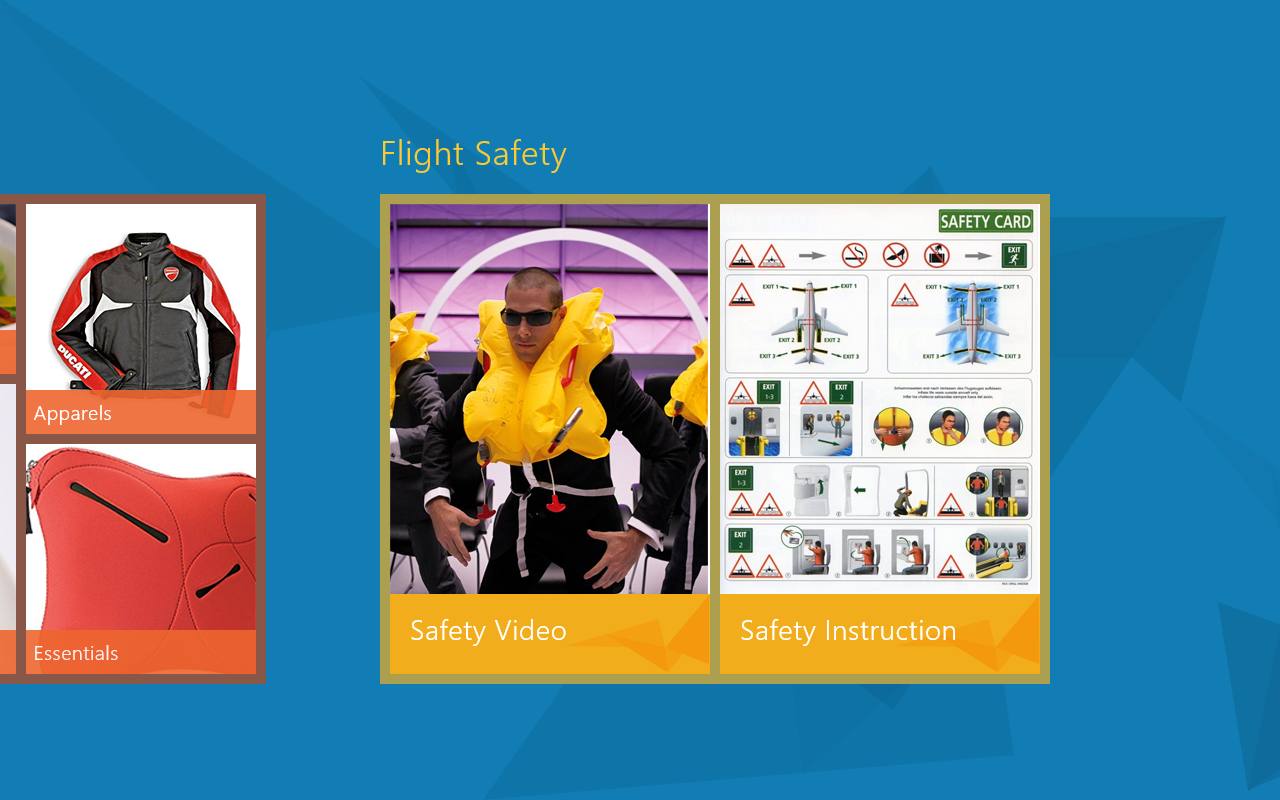 Flight Safety
DUCATI
Apparels
Essentials
Safety Video
SAFETY CARD
EXIT
EXIT 1
EXIT 1
EXIT 2
EXIT 2
EXIT 3
EXIT 3
EXIT 1
EXIT 1
EXIT 2
EXIT 2
EXIT 3
EXIT 3
EXIT
1-3
EXIT
2
EXIT
1-3
EXIT
2
Safety Instruction